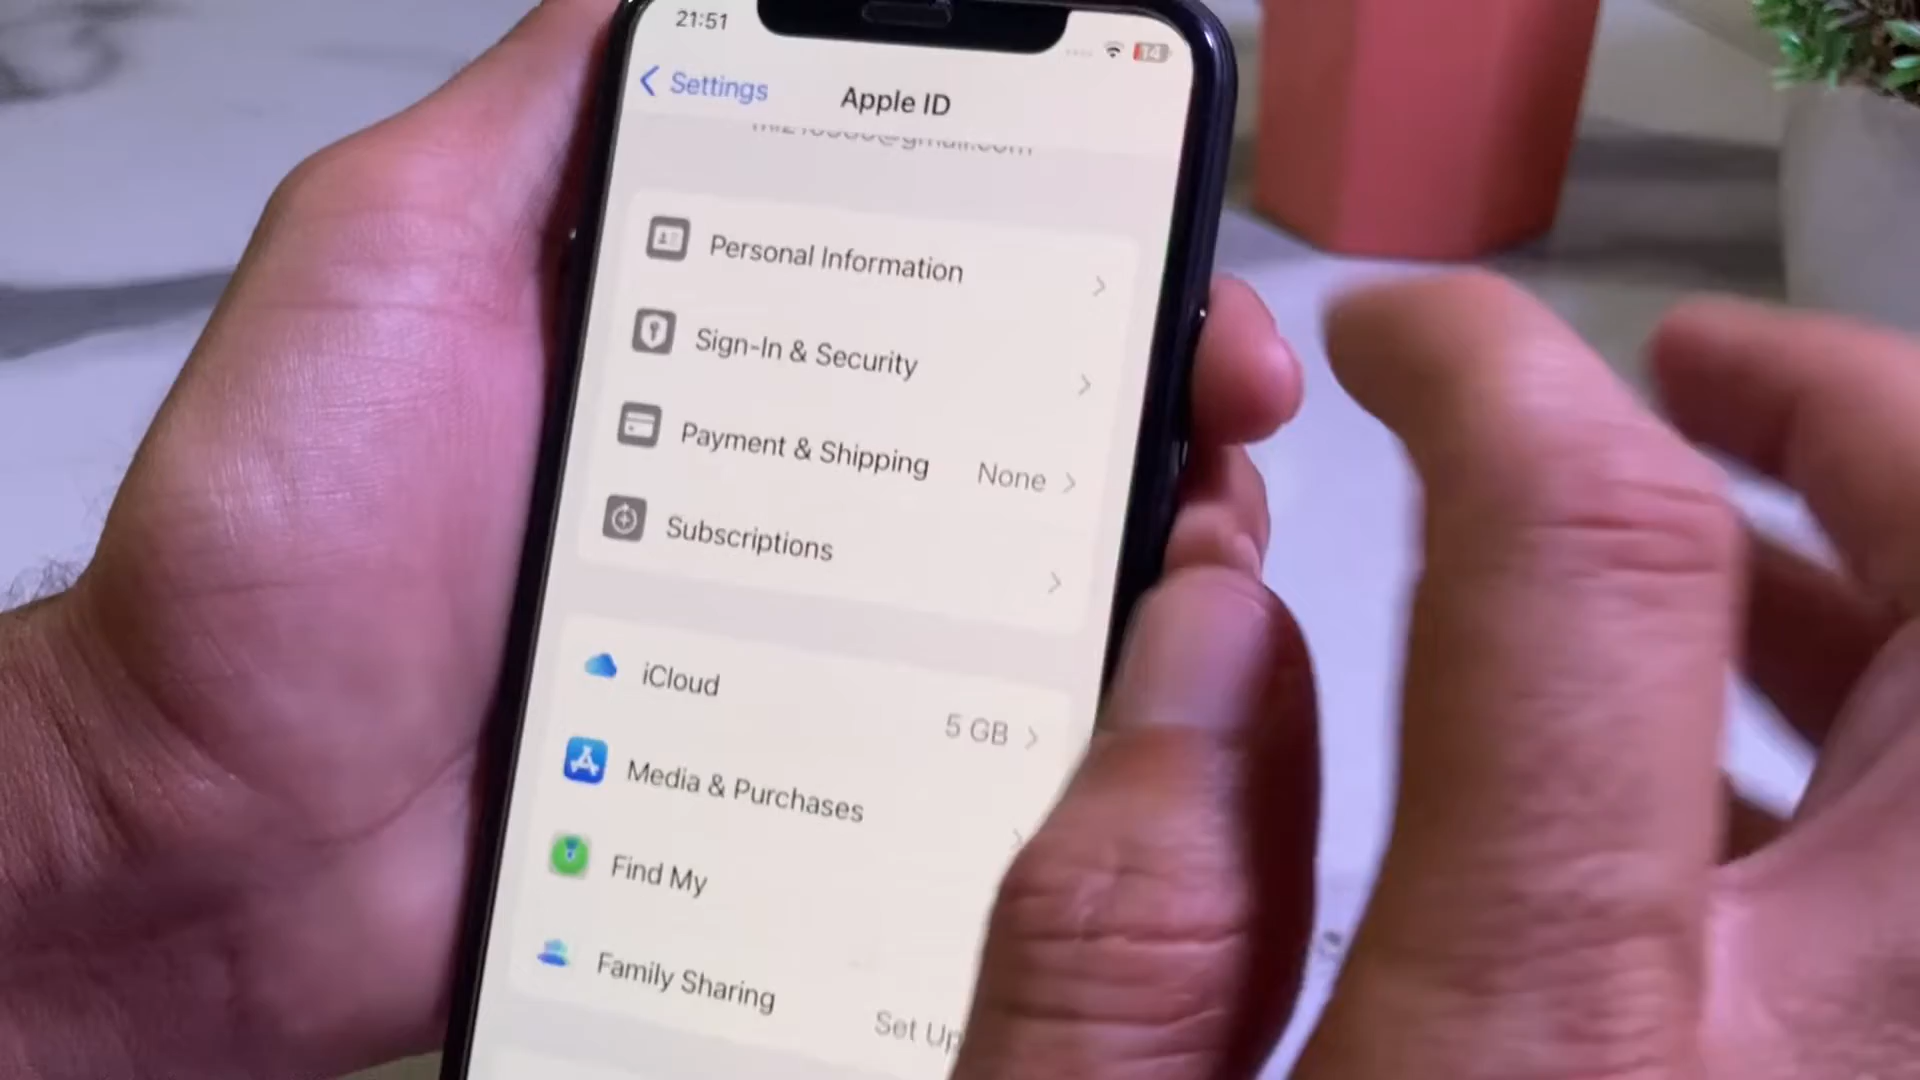 21:51
14
Settings
Apple ID
Personal Information
Sign-In & Security
Payment & Shipping None
Subscriptions
iCloud
5 GB
Media & Purchases
Find My
Family Sharing
Set Up